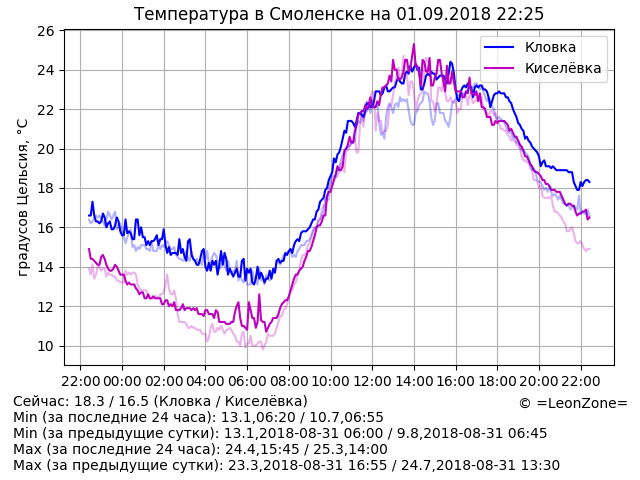 Температура в Смоленске на 01.09.2018 22:25
26
24
22
20
18
16
14
12
10
градусов Цельсия, °C
Кловка
Киселёвка
22:00 00:00 02:00 04:00 06:00 08:00 10:00 12:00 14:00 16:00 18:00 20:00 22:00
Сейчас: 18.3 / 16.5 (Кловка / Киселёвка)
© =LeonZone=
Min (за последние 24 часа): 13.1,06:20 / 10.7,06:55
Min (за предыдущие сутки): 13.1,2018-08-31 06:00 / 9.8,2018-08-31 06:45
Max (за последние 24 часа): 24.4,15:45 / 25.3,14:00
Max (за предыдущие сутки): 23.3,2018-08-31 16:55 / 24.7,2018-08-31 13:30